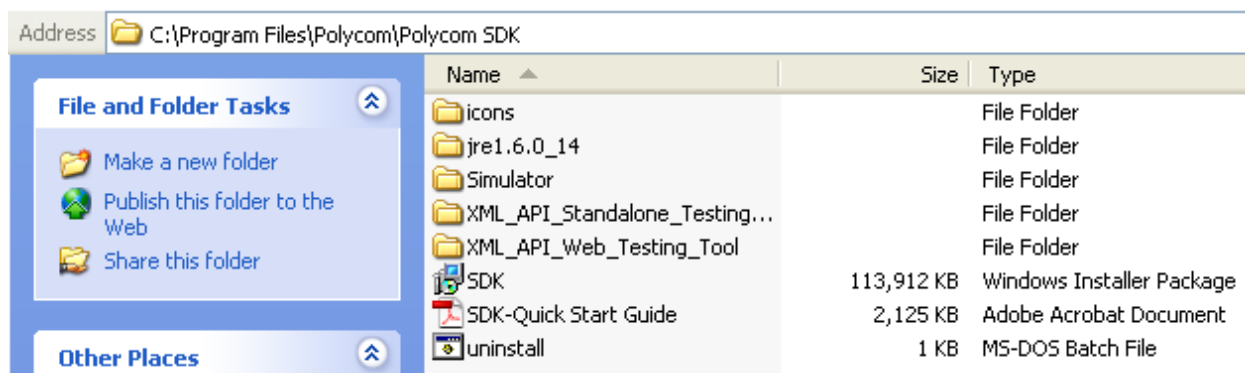 Address C:\Program Files\Polycom\Polycom SDK
File and Folder Tasks
Make a new folder
Publish this folder to the
Web
Share this folder
Other Places
Name Size Type
icons File Folder
jre1.6.0_14 File Folder
Simulator File Folder
XML_API_Standalone_Testing... File Folder
XML_API_Web_Testing_Tool File Folder
SDK 113,912 KB Windows Installer Package
SDK-Quick Start Guide 2,125 KB Adobe Acrobat Document
uninstall 1 KB MS-DOS Batch File